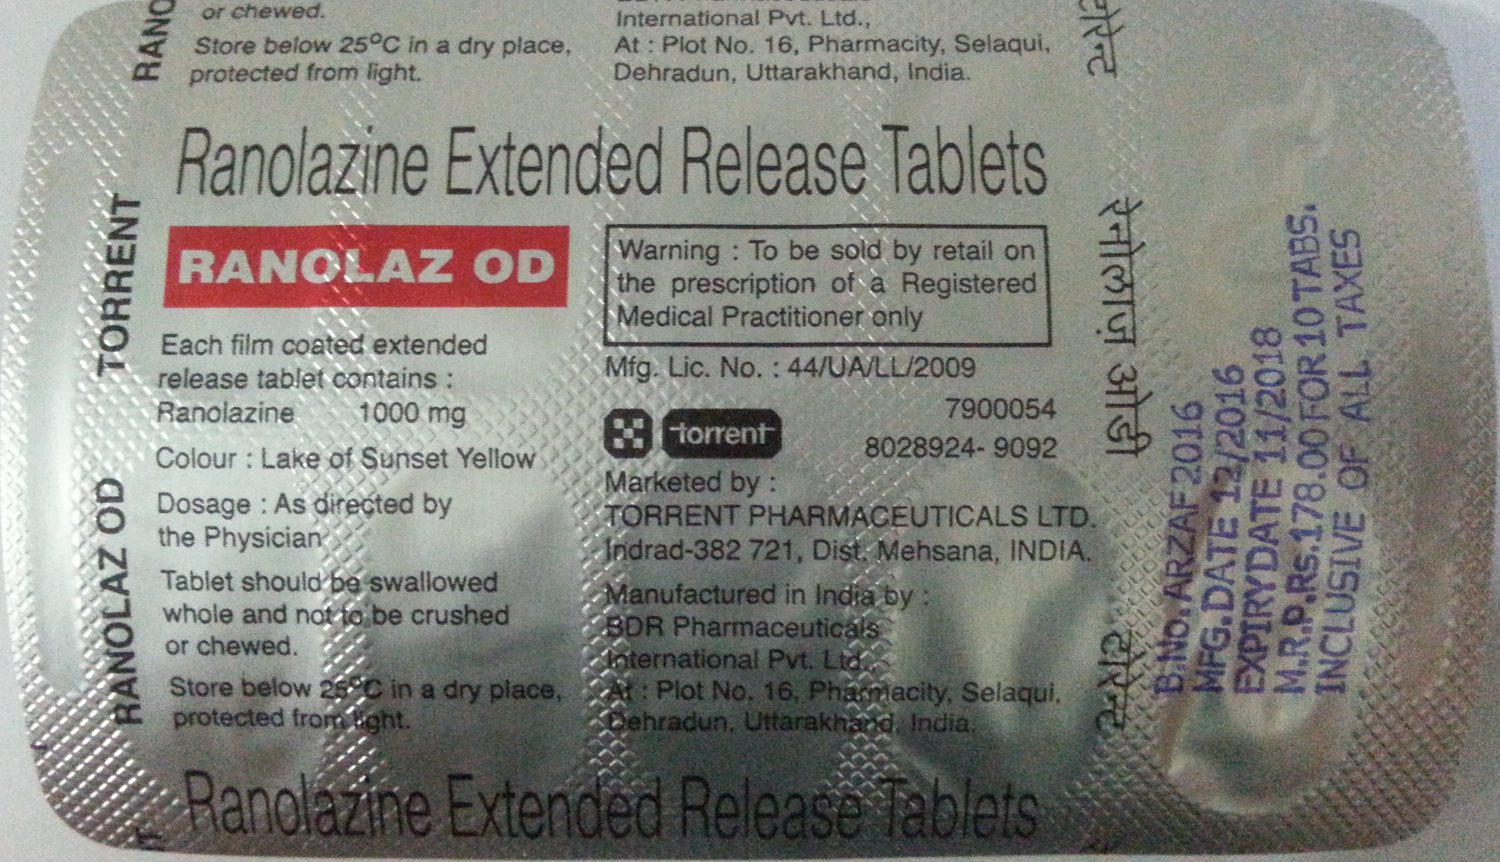 RANO
or chewed.
Store below 25°C in a dry place,
protected from light.
International Pvt. Ltd.,
At : Plot No. 16, Pharmacity, Selaqui,
Dehradun, Uttarakhand, India.
टोरेन्ट
Ranolazine Extended Release Tablets
TORRENT
RANOLAZ OD
RANOLAZ OD
Each film coated extended
release tablet contains :
Ranolazine 1000 mg
Colour : Lake of Sunset Yellow
Dosage : As directed by
the Physician
Tablet should be swallowed
whole and not to be crushed
or chewed.
Store below 25°C in a dry place,
protected from light.
Warning : To be sold by retail on
the prescription of a Registered
Medical Practitioner only
Mfg. Lic. No. : 44/UA/LL/2009
7900054
torrent
8028924- 9092
Marketed by :
TORRENT PHARMACEUTICALS LTD.
Indrad-382 721, Dist. Mehsana, INDIA.
Manufactured in India by :
BDR Pharmaceuticals
International Pvt. Ltd.,
At : Plot No. 16, Pharmacity, Selaqui,
Dehradun, Uttarakhand, India.
रेनोलाज़ ओडी
टोरेन्ट
B.No.ARZAF2016
MFG.DATE 12/2016
EXPIRYDATE 11/2018
M.R.P.Rs.178.00FOR10TABS.
INCLUSIVE OF ALL TAXES
Ranolazine Extended Release Tablets